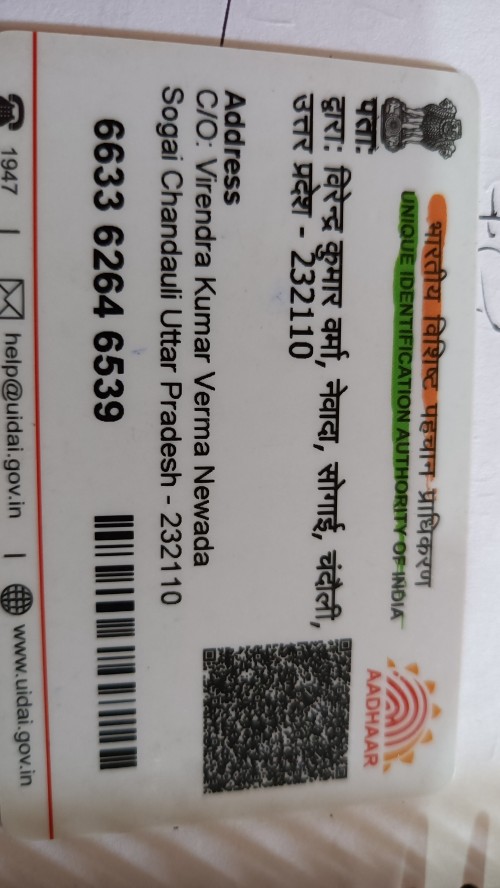 भारतीय विशिष्ट पहचान प्राधिकरण
UNIQUE IDENTIFICATION AUTHORITY OF INDIA
AADHAAR
पता:
द्वारा: विरेन्द्र कुमार वर्मा, नेवादा, सोगाई, चंदौली,
उत्तर प्रदेश - 232110
Address
C/O: Virendra Kumar Verma Newada
Sogai Chandauli Uttar Pradesh - 232110
6633 6264 6539
1947 | help@uidai.gov.in | www.uidai.gov.in